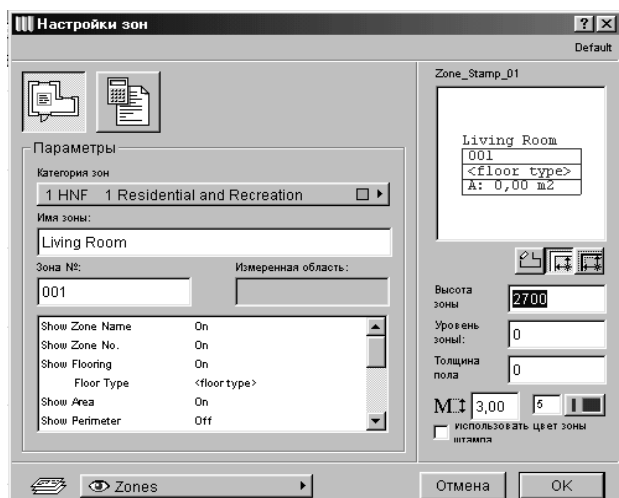 Настройки зон
Default
Параметры
Категория зон
1 HNF 1 Residential and Recreation
Имя зоны:
Living Room
Зона №:
Измеренная область:
001
Show Zone Name On
Show Zone No. On
Show Flooring On
Floor Type <floor type>
Show Area On
Show Perimeter Off
Zone_Stamp_01
Living Room
001
<floor type>
A: 0,00 m2
Высота
зоны
2700
Уровень
зоныl:
0
Толщина
пола
0
M 3,00 5
Использовать цвет зоны
штампа
Zones
Отмена
OK